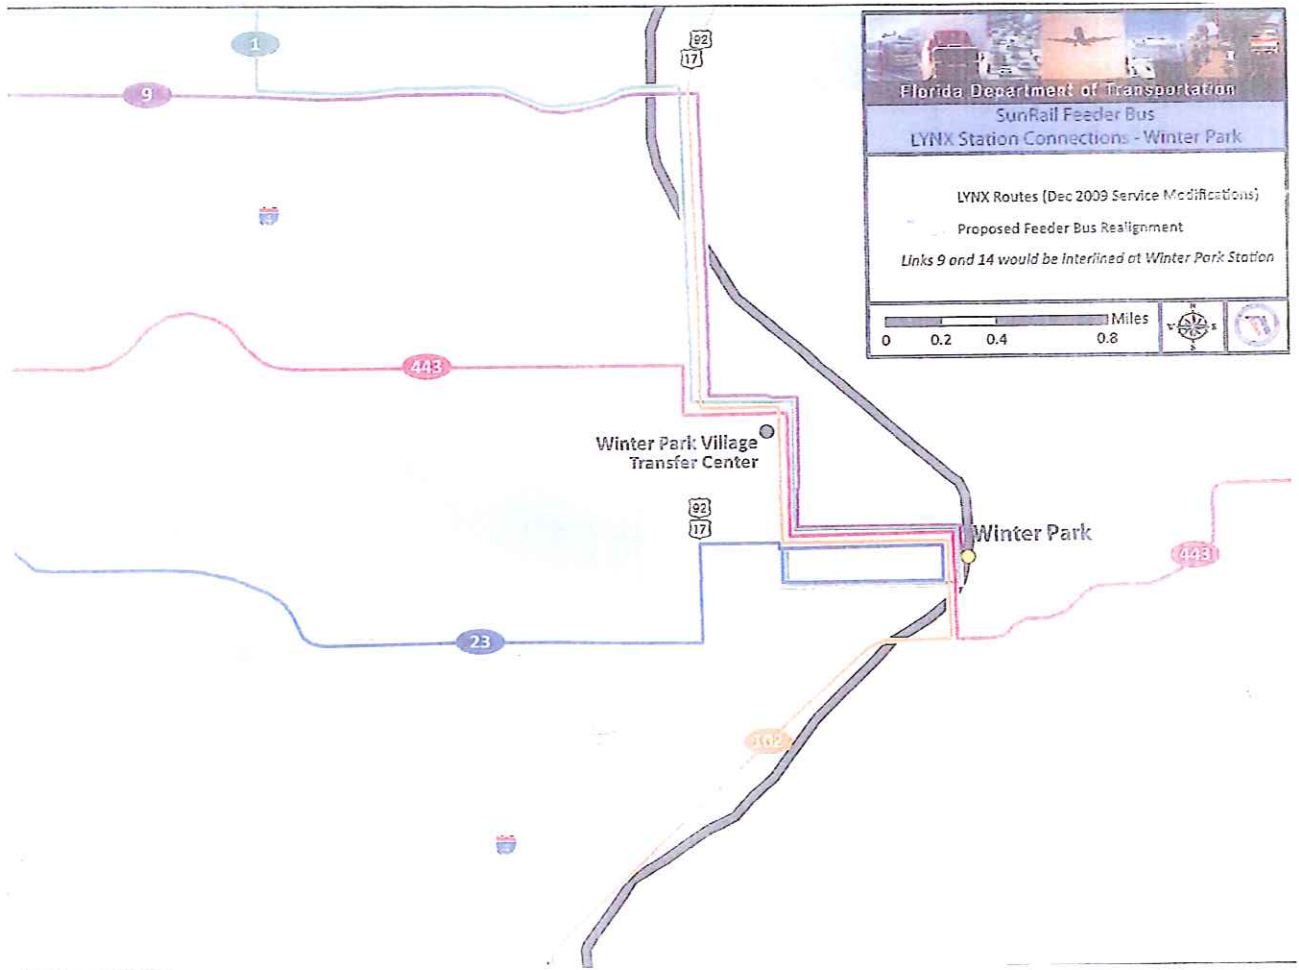 1
92
17
9
Florida Department of Transportation
SunRail Feeder Bus
LYNX Station Connections - Winter Park
LYNX Routes (Dec 2009 Service Modifications)
Proposed Feeder Bus Realignment
Links 9 and 14 would be interlined at Winter Park Station
Miles
0 0.2 0.4 0.8
N
W
E
S
443
Winter Park Village
Transfer Center
92
17
Winter Park
443
23
102